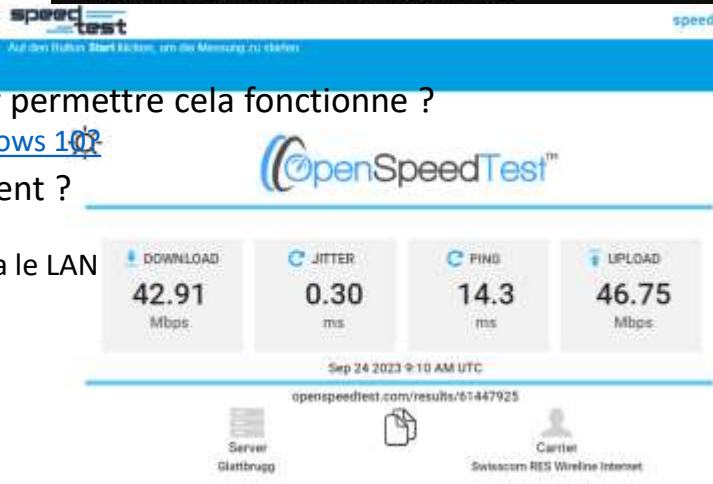 speed
test
speed
Auf den Button Start klicken, um die Messung zu starten
permettre cela fonctionne ?
ows 10?
ent ?
OpenSpeedTest™
a le LAN
DOWNLOAD
42.91
Mbps
JITTER
0.30
ms
PING
14.3
ms
UPLOAD
46.75
Mbps
Sep 24 2023 9:10 AM UTC
openspeedtest.com/results/61447925
Server
Glattbrugg
Carrier
Swisscom RES Wireline Internet